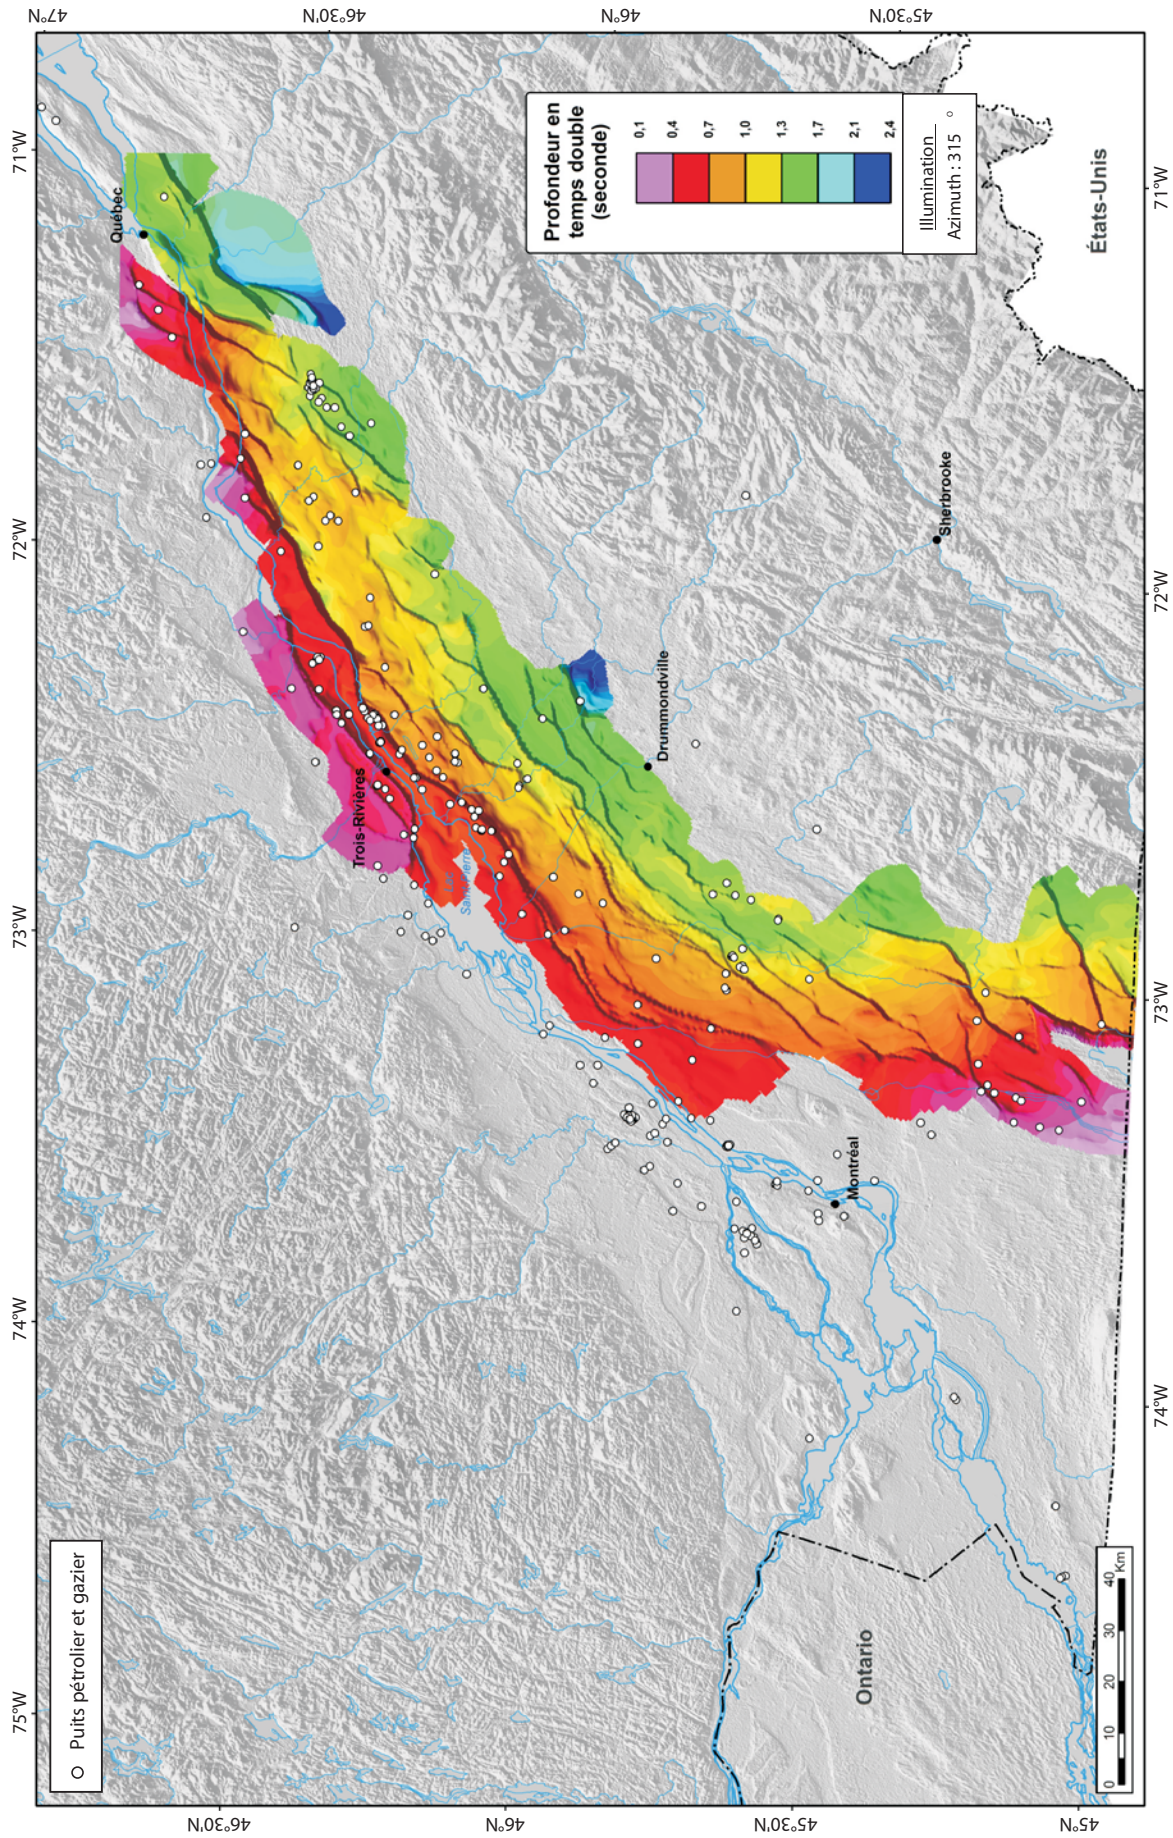 Puits pétrolier et gazier
75°W
74°W
73°W
72°W
71°W
47°
46°30'N
46°N
45°30'N
Québec
Trois-Rivières
Lac
Saint-Pierre
Drummondville
Sherbrooke
Montréal
Ontario
États-Unis
Profondeur en
temps double
(seconde)
0,1
0,4
0,7
1,0
1,3
1,7
2,1
2,4
Illumination
Azimuth : 315 °
0 10 20 30 40
Km
46°30'N
46°N
45°30'N
45°N
74°W
73°W
72°W
71°W